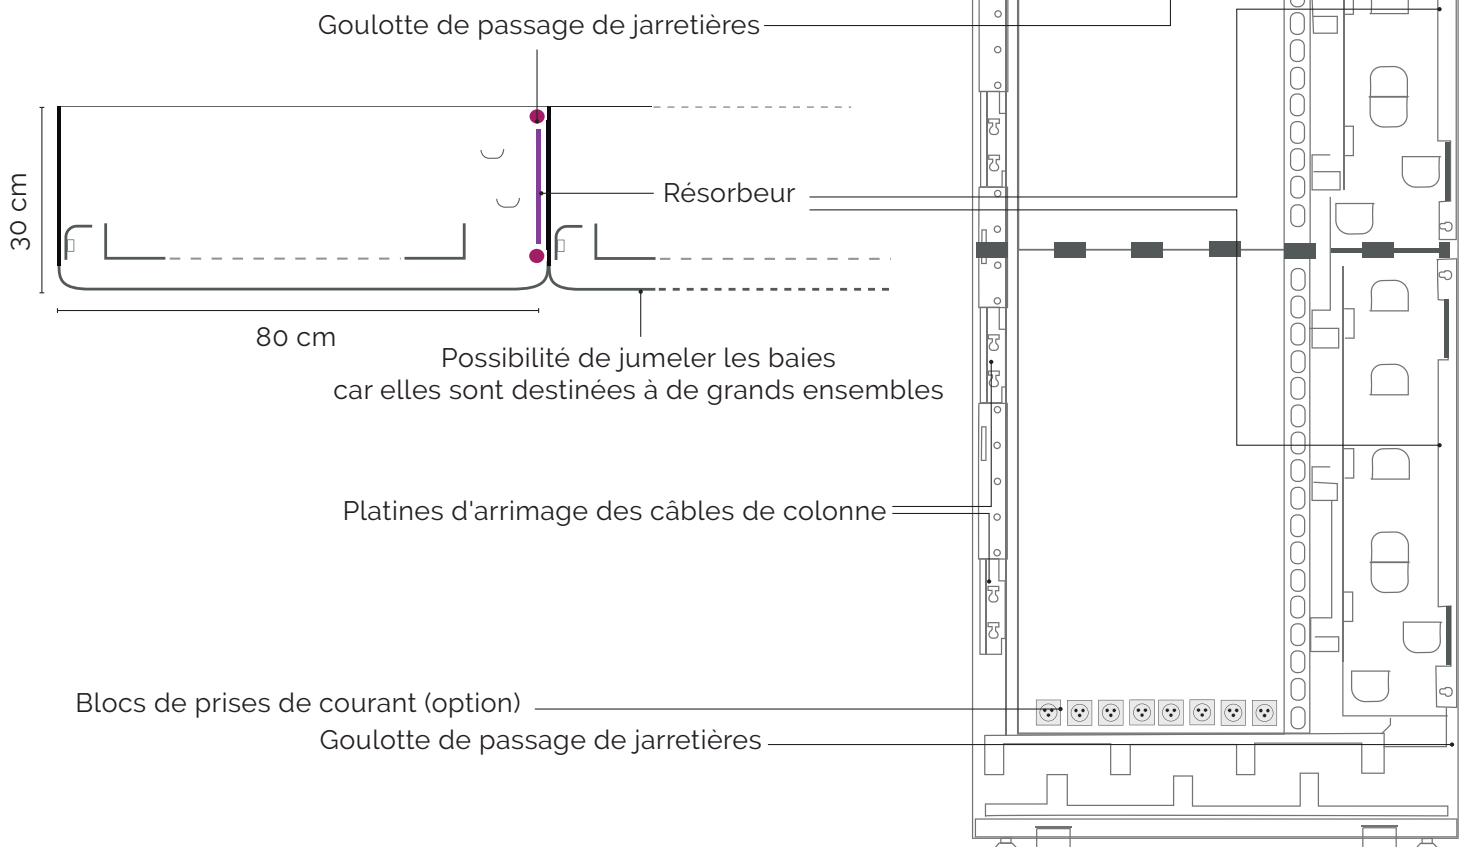 Goulotte de passage de jarretières
30 cm
Résorbeur
80 cm
Possibilité de jumeler les baies
car elles sont destinées à de grands ensembles
Platines d'arrimage des câbles de colonne
Blocs de prises de courant (option)
Goulotte de passage de jarretières